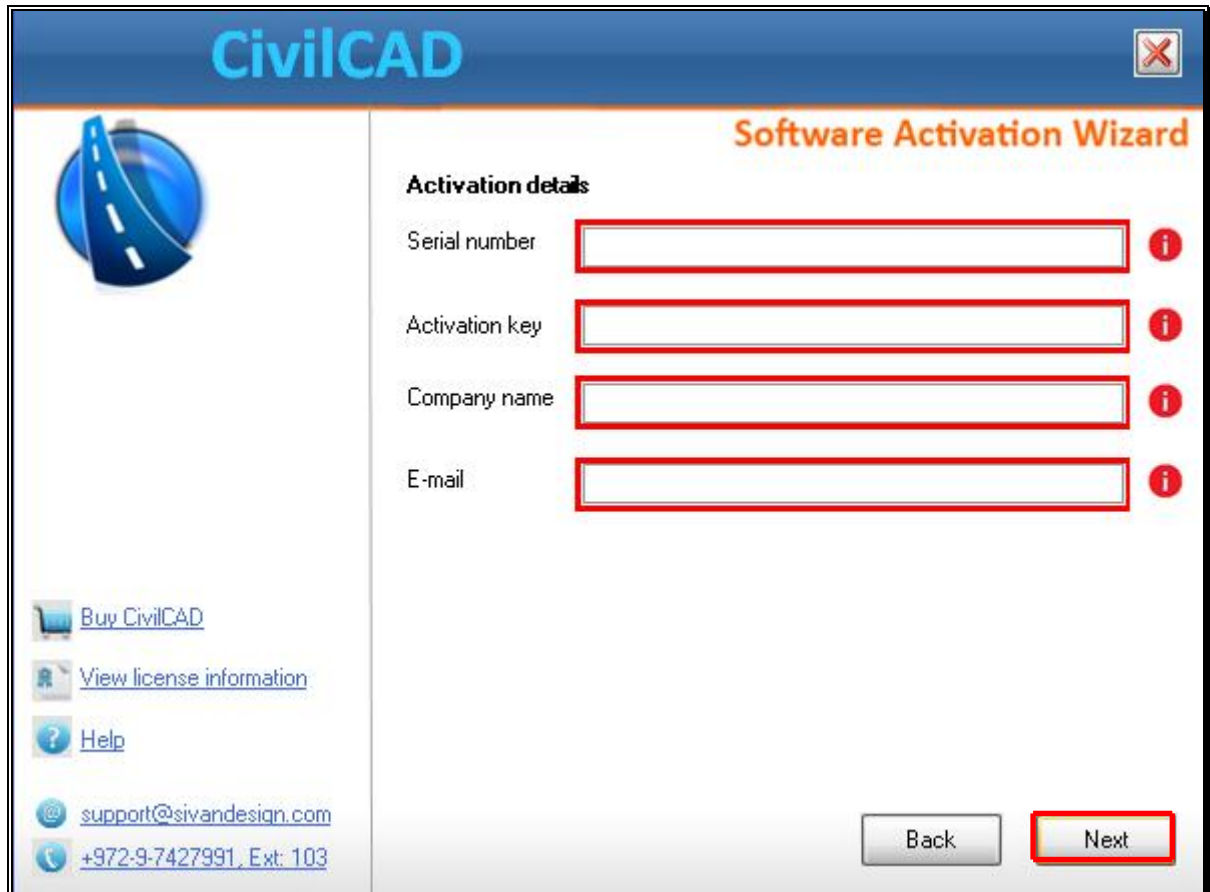 CivilCAD
Software Activation Wizard
Activation details
Serial number
Activation key
Company name
E-mail
Buy CivilCAD
View license information
Help
support@sivandesign.com
+972-9-7427991, Ext: 103
Back
Next